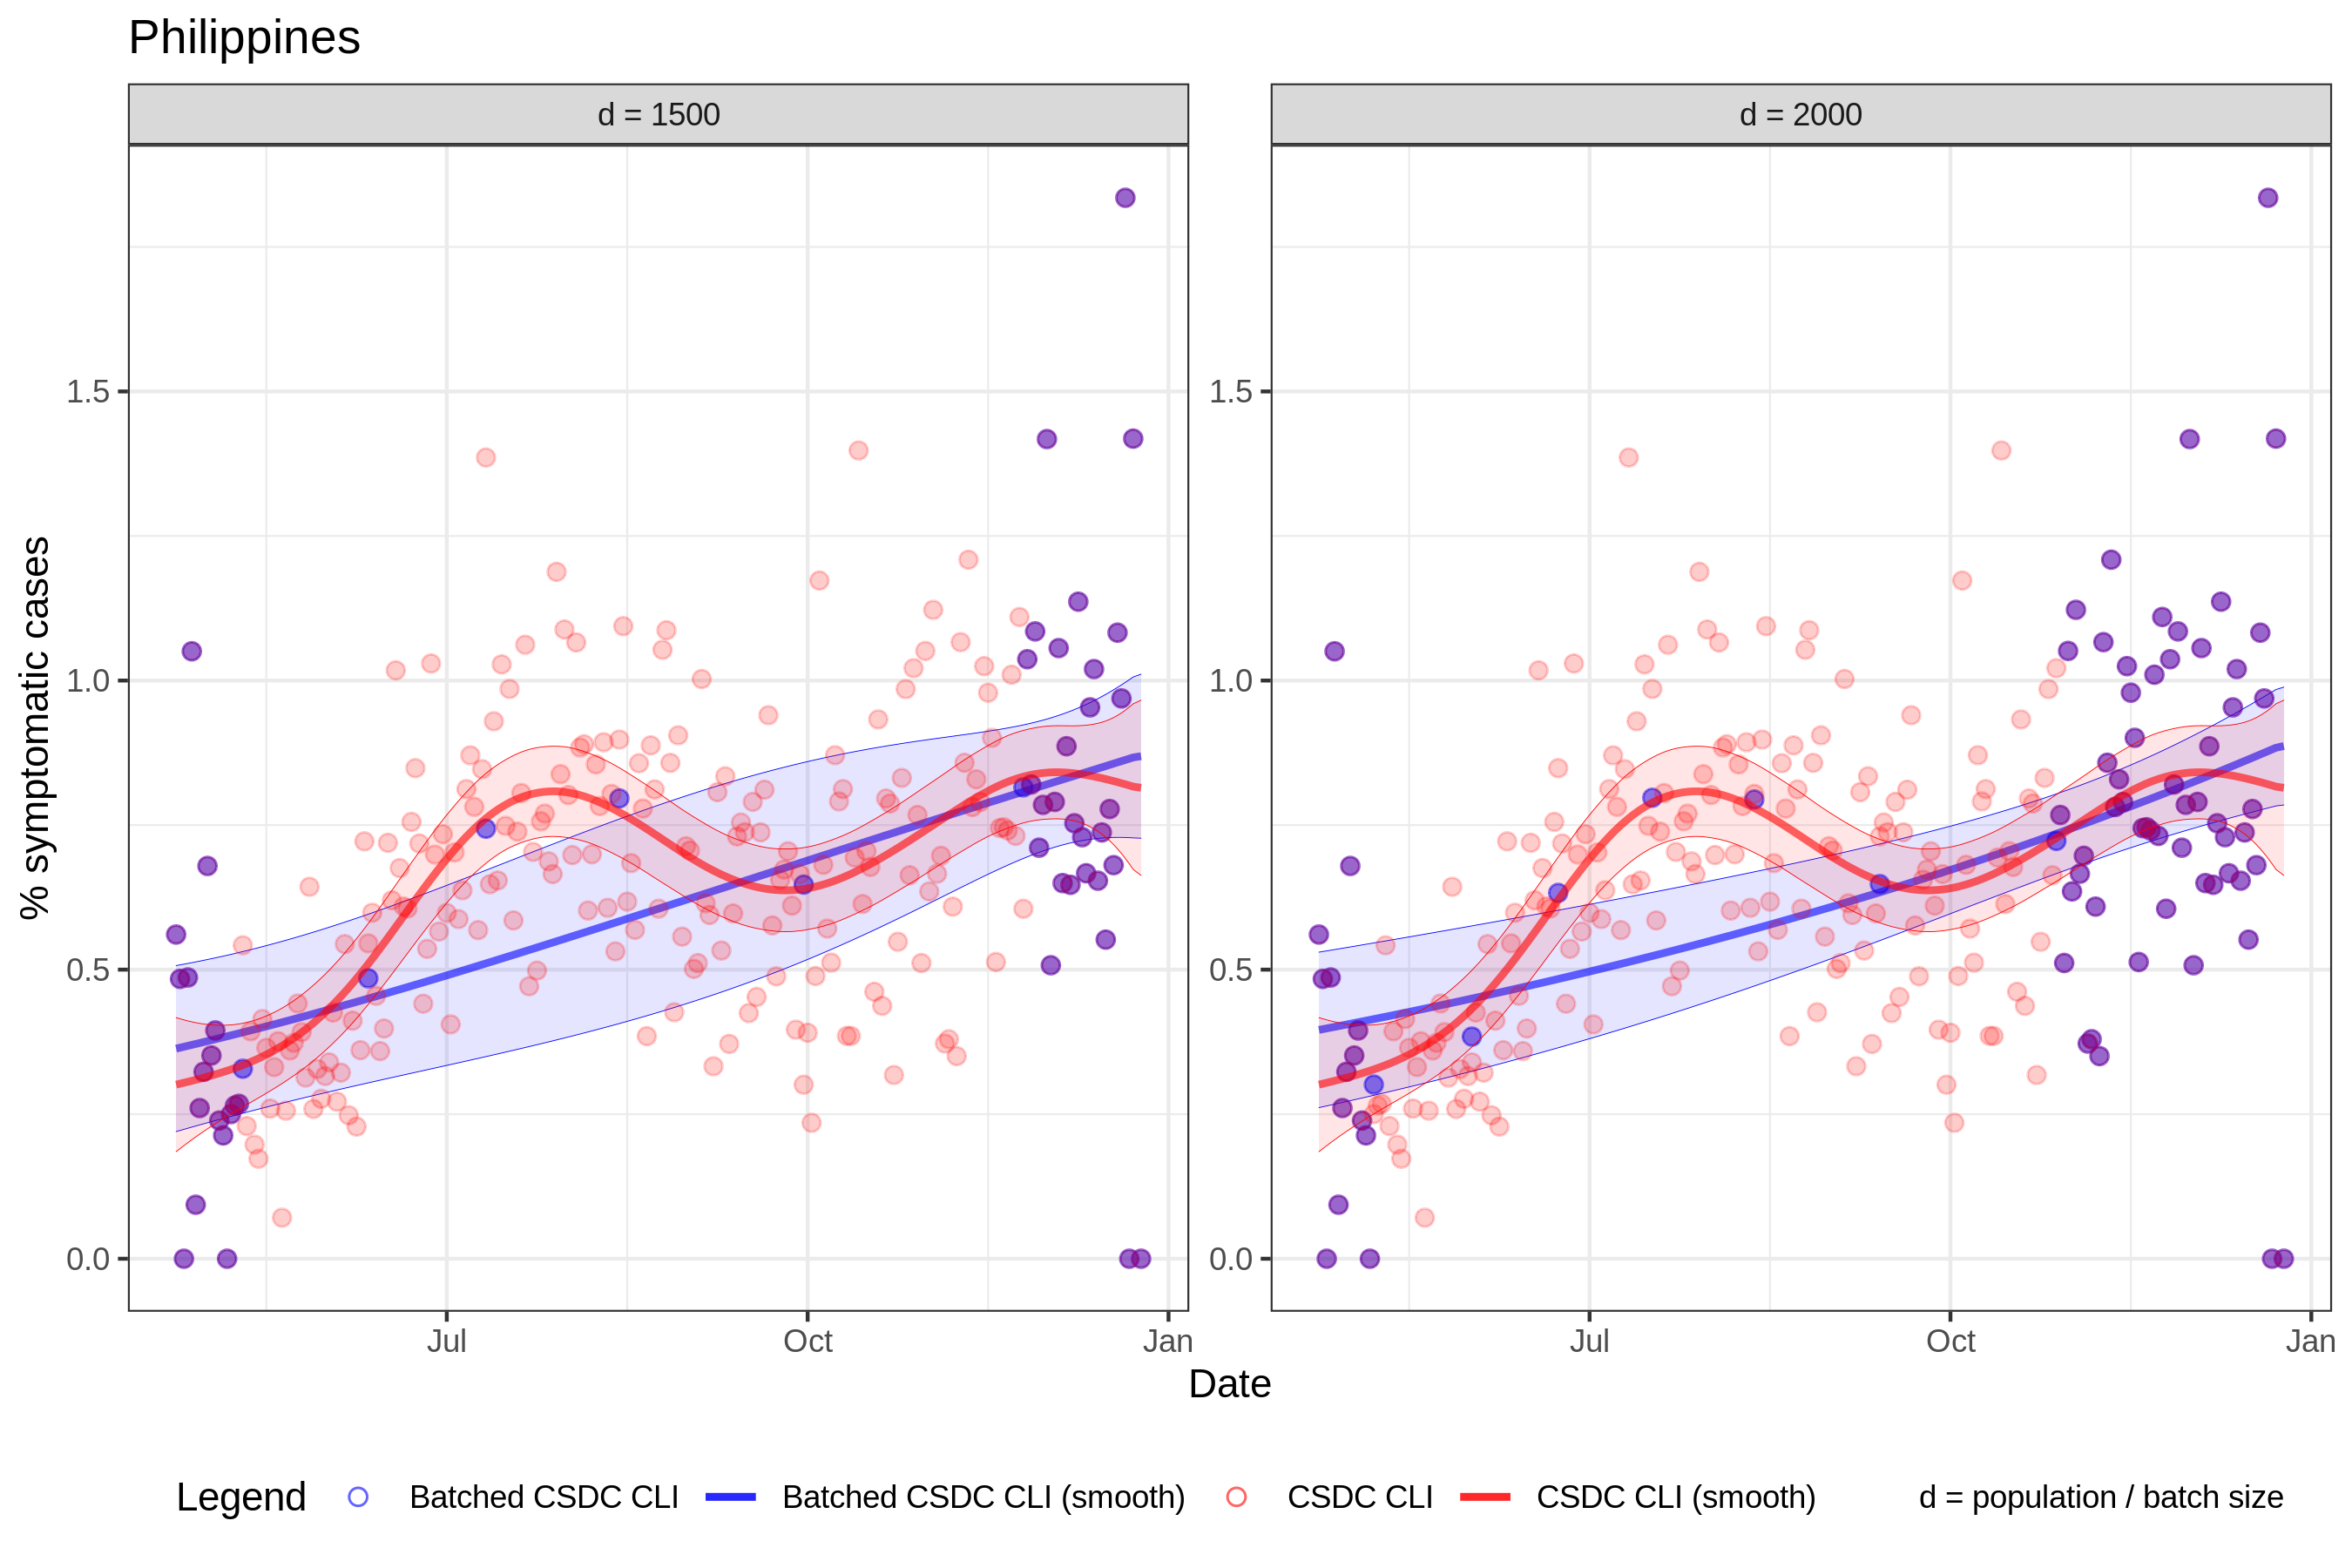 Philippines
d = 1500
d = 2000
% symptomatic cases
1.5
1.0
0.5
0.0
1.5
1.0
0.5
0.0
Jul
Oct
Jan
Jul
Oct
Jan
Date
Legend
Batched CSDC CLI
Batched CSDC CLI (smooth)
CSDC CLI
CSDC CLI (smooth)
d = population / batch size